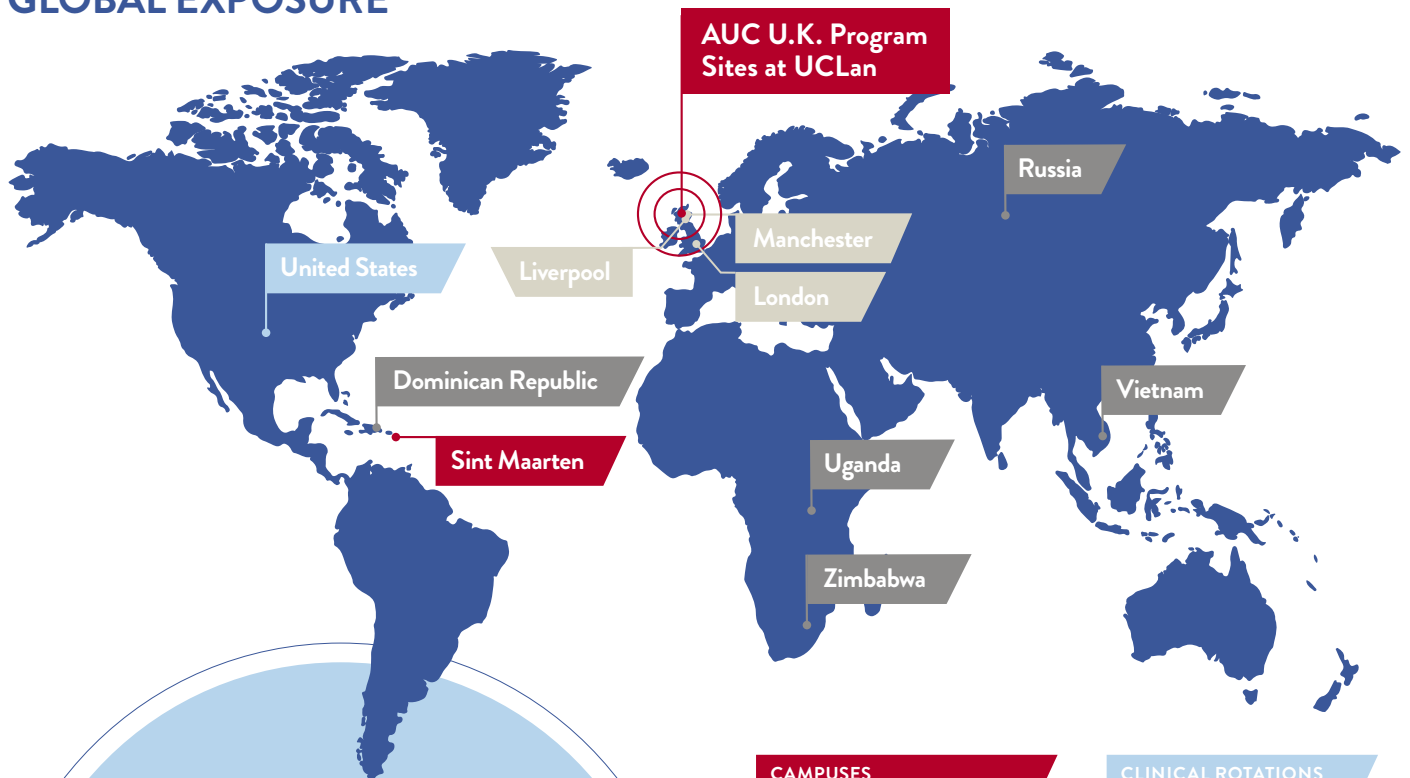 GLOBAL EXPOSURE
AUC U.K. Program
Sites at UCLan
Russia
Manchester
United States
Liverpool
London
Dominican Republic
Vietnam
Sint Maarten
Uganda
Zimbabwa
CAMPUSES
CLINICAL ROTATIONS